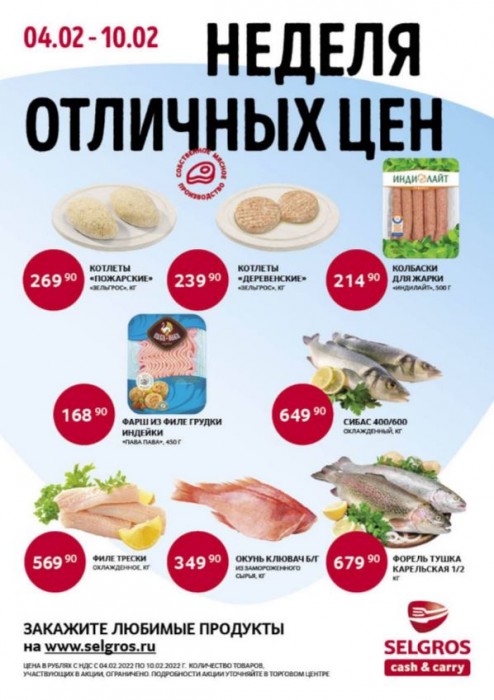 04.02 - 10.02
НЕДЕЛЯ
ОТЛИЧНЫХ ЦЕН
СОБСТВЕННОЕ МЯСНОЕ
ПРОИЗВОДСТВО
ИНДИЛАЙТ
269 90
КОТЛЕТЫ
«ПОЖАРСКИЕ»
«ЗЕЛЬГРОС», КГ
239 90
КОТЛЕТЫ
«ДЕРЕВЕНСКИЕ»
«ЗЕЛЬГРОС», КГ
214 90
КОЛБАСКИ
ДЛЯ ЖАРКИ
«ИНДИЛАЙТ», 500 Г
168 90
ФАРШ ИЗ ФИЛЕ ГРУДКИ
ИНДЕЙКИ
«ПАВА ПАВА», 450 Г
649 90
СИБАС 400/600
ОХЛАЖДЕННЫЙ, КГ
569 90
ФИЛЕ ТРЕСКИ
ОХЛАЖДЕННОЕ, КГ
349 90
ОКУНЬ КЛЮВАЧ Б/Г
ИЗ ЗАМОРОЖЕННОГО
СЫРЬЯ, КГ
679 90
ФОРЕЛЬ ТУШКА
КАРЕЛЬСКАЯ 1/2
КГ
ЗАКАЖИТЕ ЛЮБИМЫЕ ПРОДУКТЫ
на www.selgros.ru
ЦЕНА В РУБЛЯХ С НДС С 04.02.2022 ПО 10.02.2022 Г. КОЛИЧЕСТВО ТОВАРОВ,
УЧАСТВУЮЩИХ В АКЦИИ, ОГРАНИЧЕНО. ПОДРОБНОСТИ АКЦИИ УТОЧНЯЙТЕ В ТОРГОВОМ ЦЕНТРЕ
SELGROS
cash & carry